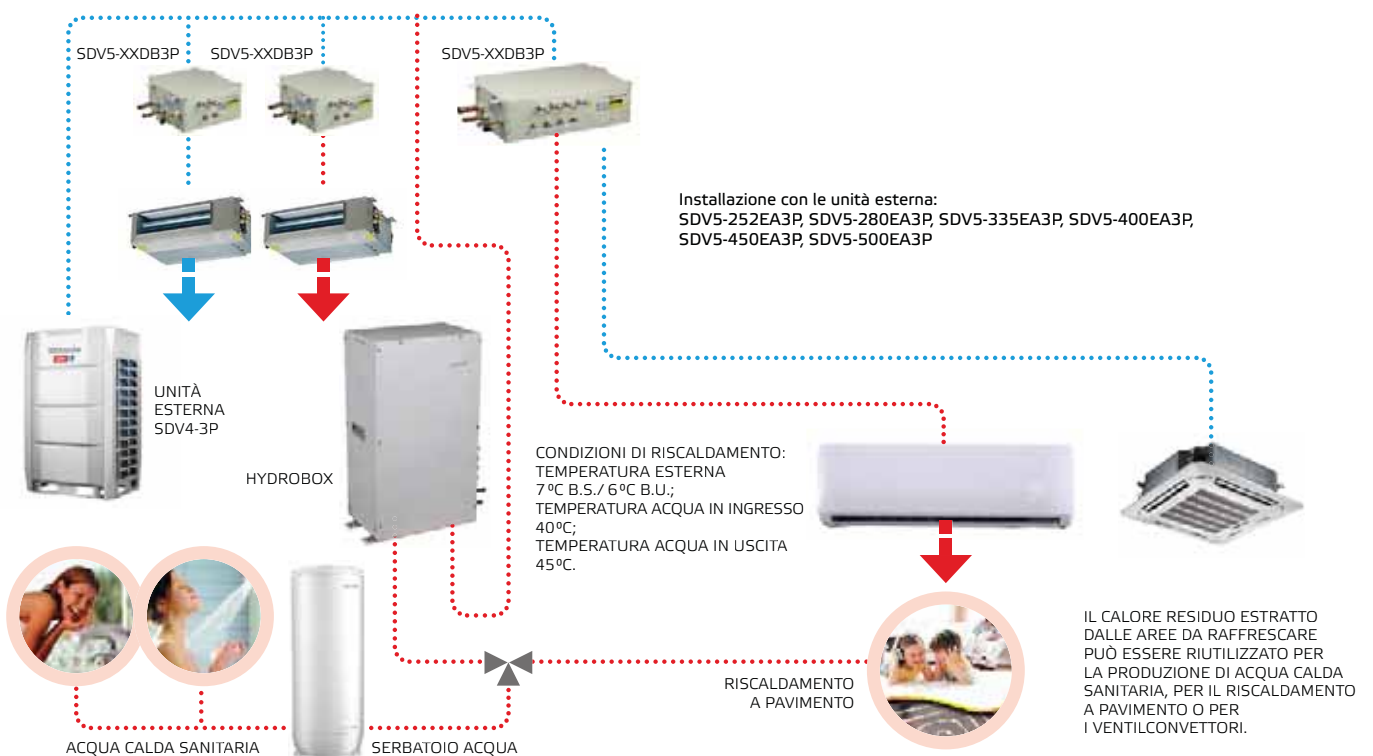 SDV5-XXDB3P
SDV5-XXDB3P
SDV5-XXDB3P
Installazione con le unità esterna:
SDV5-252EA3P, SDV5-280EA3P, SDV5-335EA3P, SDV5-400EA3P,
SDV5-450EA3P, SDV5-500EA3P
UNITÀ
ESTERNA
SDV4-3P
HYDROBOX
CONDIZIONI DI RISCALDAMENTO:
TEMPERATURA ESTERNA
7ºC B.S./ 6ºC B.U.;
TEMPERATURA ACQUA IN INGRESSO
40ºC;
TEMPERATURA ACQUA IN USCITA
45ºC.
IL CALORE RESIDUO ESTRATTO
DALLE AREE DA RAFFRESCARE
PUÒ ESSERE RIUTILIZZATO PER
LA PRODUZIONE DI ACQUA CALDA
SANITARIA, PER IL RISCALDAMENTO
A PAVIMENTO O PER
I VENTILCONVETTORI.
RISCALDAMENTO
A PAVIMENTO
ACQUA CALDA SANITARIA
SERBATOIO ACQUA